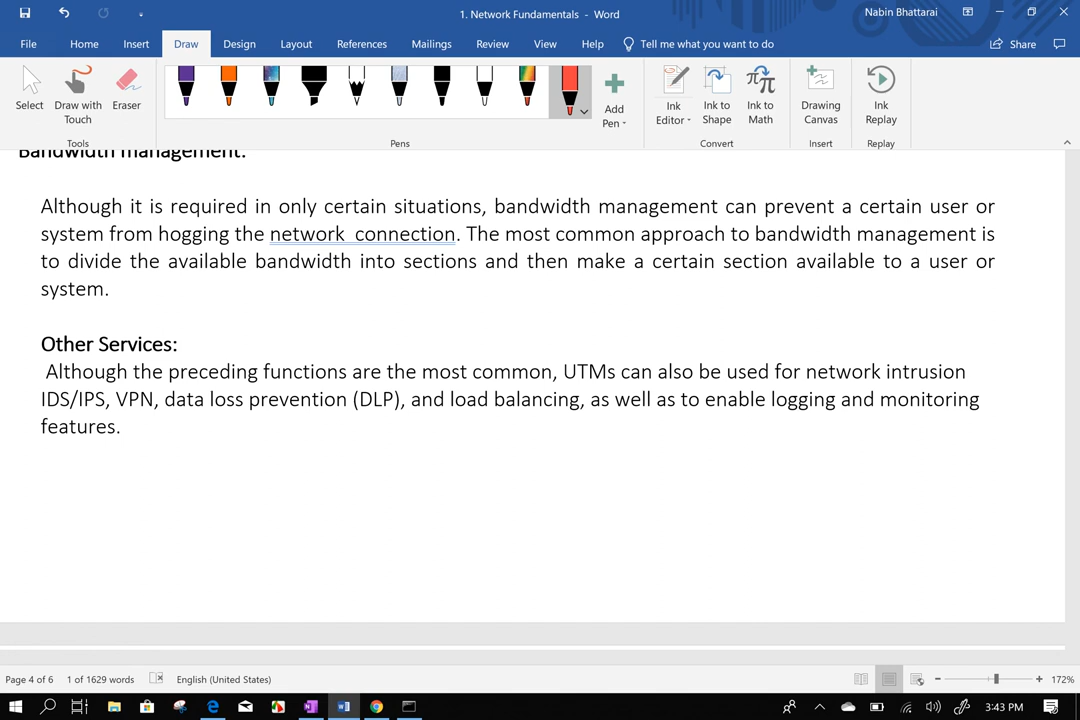 1. Network Fundamentals - Word
Nabin Bhattarai
File Home Insert Draw Design Layout References Mailings Review View Help Tell me what you want to do Share
Select
Draw with Touch
Eraser
Add Pen
Ink Editor
Ink to Shape
Ink to Math
Drawing Canvas
Ink Replay
Tools Pens Convert Insert Replay
Bandwidth management:
Although it is required in only certain situations, bandwidth management can prevent a certain user or
system from hogging the network connection. The most common approach to bandwidth management is
to divide the available bandwidth into sections and then make a certain section available to a user or
system.
Other Services:
Although the preceding functions are the most common, UTMs can also be used for network intrusion
IDS/IPS, VPN, data loss prevention (DLP), and load balancing, as well as to enable logging and monitoring
features.
Page 4 of 6 1 of 1629 words English (United States) 172%
3:43 PM